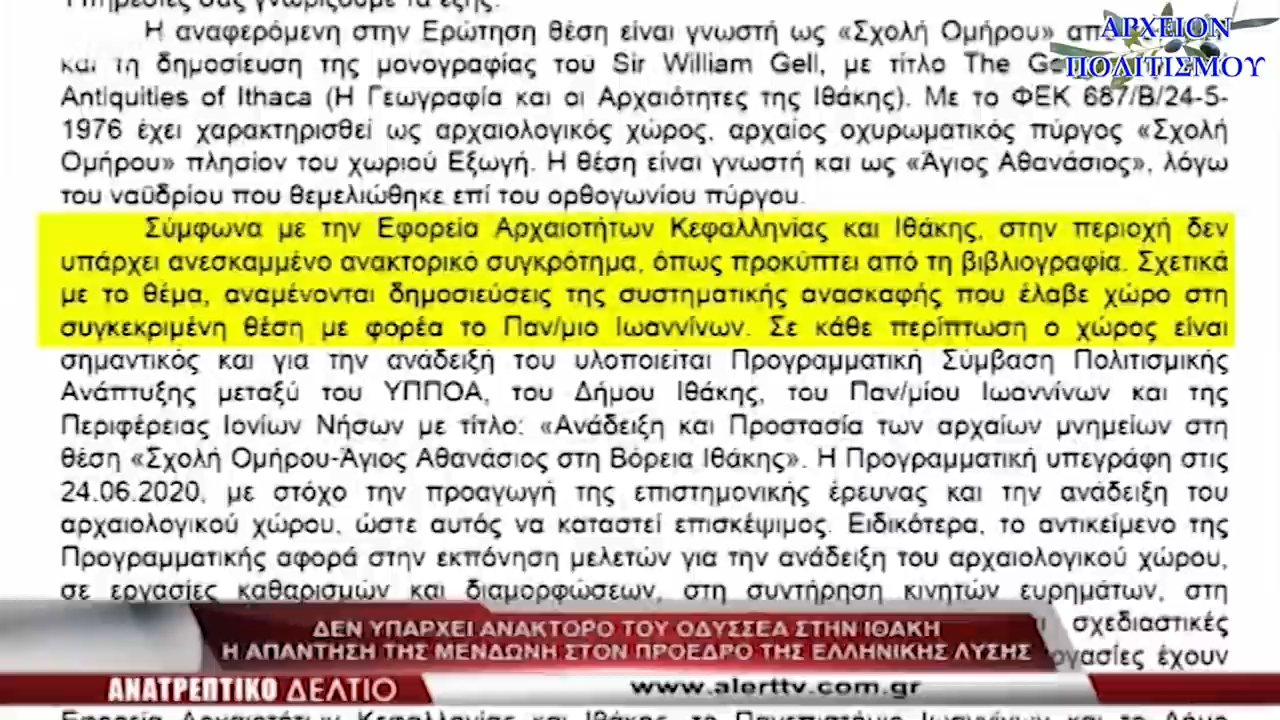 Υπηρεσίες σας γνωρίζουμε τα εξής:
Η αναφερόμενη στην Ερώτηση θέση είναι γνωστή ως «Σχολή Ομήρου» από
και τη δημοσίευση της μονογραφίας του Sir William Gell, με τίτλο The
Antiquities of Ithaca (Η Γεωγραφία και οι Αρχαιότητες της Ιθάκης). Με το ΦΕΚ 687/Β/24-5-
1976 έχει χαρακτηρισθεί ως αρχαιολογικός χώρος, αρχαίος οχυρωματικός πύργος «Σχολή
Ομήρου» πλησίον του χωριού Εξωγή. Η θέση είναι γνωστή και ως «Άγιος Αθανάσιος», λόγω
του ναϋδρίου που θεμελιώθηκε επί του ορθογωνίου πύργου.
Σύμφωνα με την Εφορεία Αρχαιοτήτων Κεφαλληνίας και Ιθάκης, στην περιοχή δεν
υπάρχει ανεσκαμμένο ανακτορικό συγκρότημα, όπως προκύπτει από τη βιβλιογραφία. Σχετικά
με το θέμα, αναμένονται δημοσιεύσεις της συστηματικής ανασκαφής που έλαβε χώρο στη
συγκεκριμένη θέση με φορέα το Παν/μιο Ιωαννίνων. Σε κάθε περίπτωση ο χώρος είναι
σημαντικός και για την ανάδειξή του υλοποιείται Προγραμματική Σύμβαση Πολιτισμικής
Ανάπτυξης μεταξύ του ΥΠΠΟΑ, του Δήμου Ιθάκης, του Παν/μίου Ιωαννίνων και της
Περιφέρειας Ιονίων Νήσων με τίτλο: «Ανάδειξη και Προστασία των αρχαίων μνημείων στη
θέση «Σχολή Ομήρου-Άγιος Αθανάσιος στη Βόρεια Ιθάκης». Η Προγραμματική υπεγράφη στις
24.06.2020, με στόχο την προαγωγή της επιστημονικής έρευνας και την ανάδειξη του
αρχαιολογικού χώρου, ώστε αυτός να καταστεί επισκέψιμος. Ειδικότερα, το αντικείμενο της
Προγραμματικής αφορά στην εκπόνηση μελετών για την ανάδειξη του αρχαιολογικού χώρου,
σε εργασίες καθαρισμών και διαμορφώσεων, στη συντήρηση κινητών ευρημάτων, στη
σχεδιαστικές
έχουν
Εφορεία Αρχαιοτήτων Κεφαλληνίας και Ιθάκης, το Πανεπιστήμιο Ιωαννίνων και το Δήμο
ΑΡΧΕΙΟΝ
ΠΟΛΙΤΙΣΜΟΥ
ΔΕΝ ΥΠΑΡΧΕΙ ΑΝΑΚΤΟΡΟ ΤΟΥ ΟΔΥΣΣΕΑ ΣΤΗΝ ΙΘΑΚΗ
Η ΑΠΑΝΤΗΣΗ ΤΗΣ ΜΕΝΔΩΝΗ ΣΤΟΝ ΠΡΟΕΔΡΟ ΤΗΣ ΕΛΛΗΝΙΚΗΣ ΛΥΣΗΣ
ΑΝΑΤΡΕΠΤΙΚΟ ΔΕΛΤΙΟ
www.alerttv.com.gr